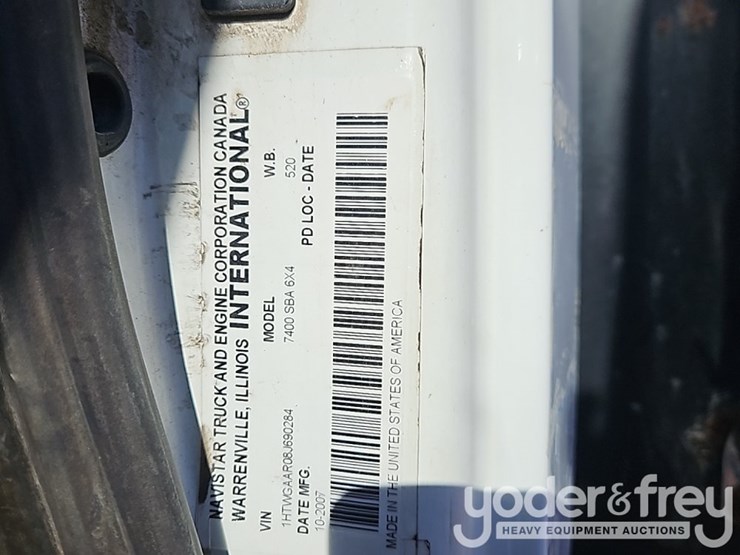 NAVISTAR TRUCK AND ENGINE CORPORATION CANADA
WARRENVILLE, ILLINOIS INTERNATIONAL®
VIN MODEL W.B.
1HTWGAAR08J690284 7400 SBA 6X4 520
DATE MFG. PD LOC - DATE
10-2007
MADE IN THE UNITED STATES OF AMERICA
yoder&frey
HEAVY EQUIPMENT AUCTIONS